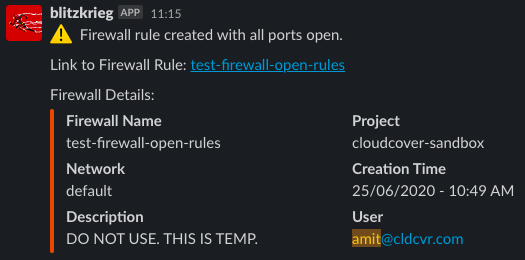 blitzkrieg APP 11:15
Firewall rule created with all ports open.
Link to Firewall Rule: test-firewall-open-rules
Firewall Details:
Firewall Name Project
test-firewall-open-rules cloudcover-sandbox
Network Creation Time
default 25/06/2020 - 10:49 AM
Description User
DO NOT USE. THIS IS TEMP. amit@cldcvr.com